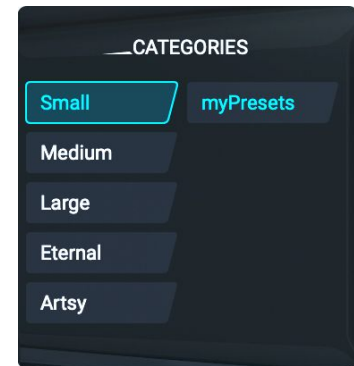 CATEGORIES
Small
myPresets
Medium
Large
Eternal
Artsy